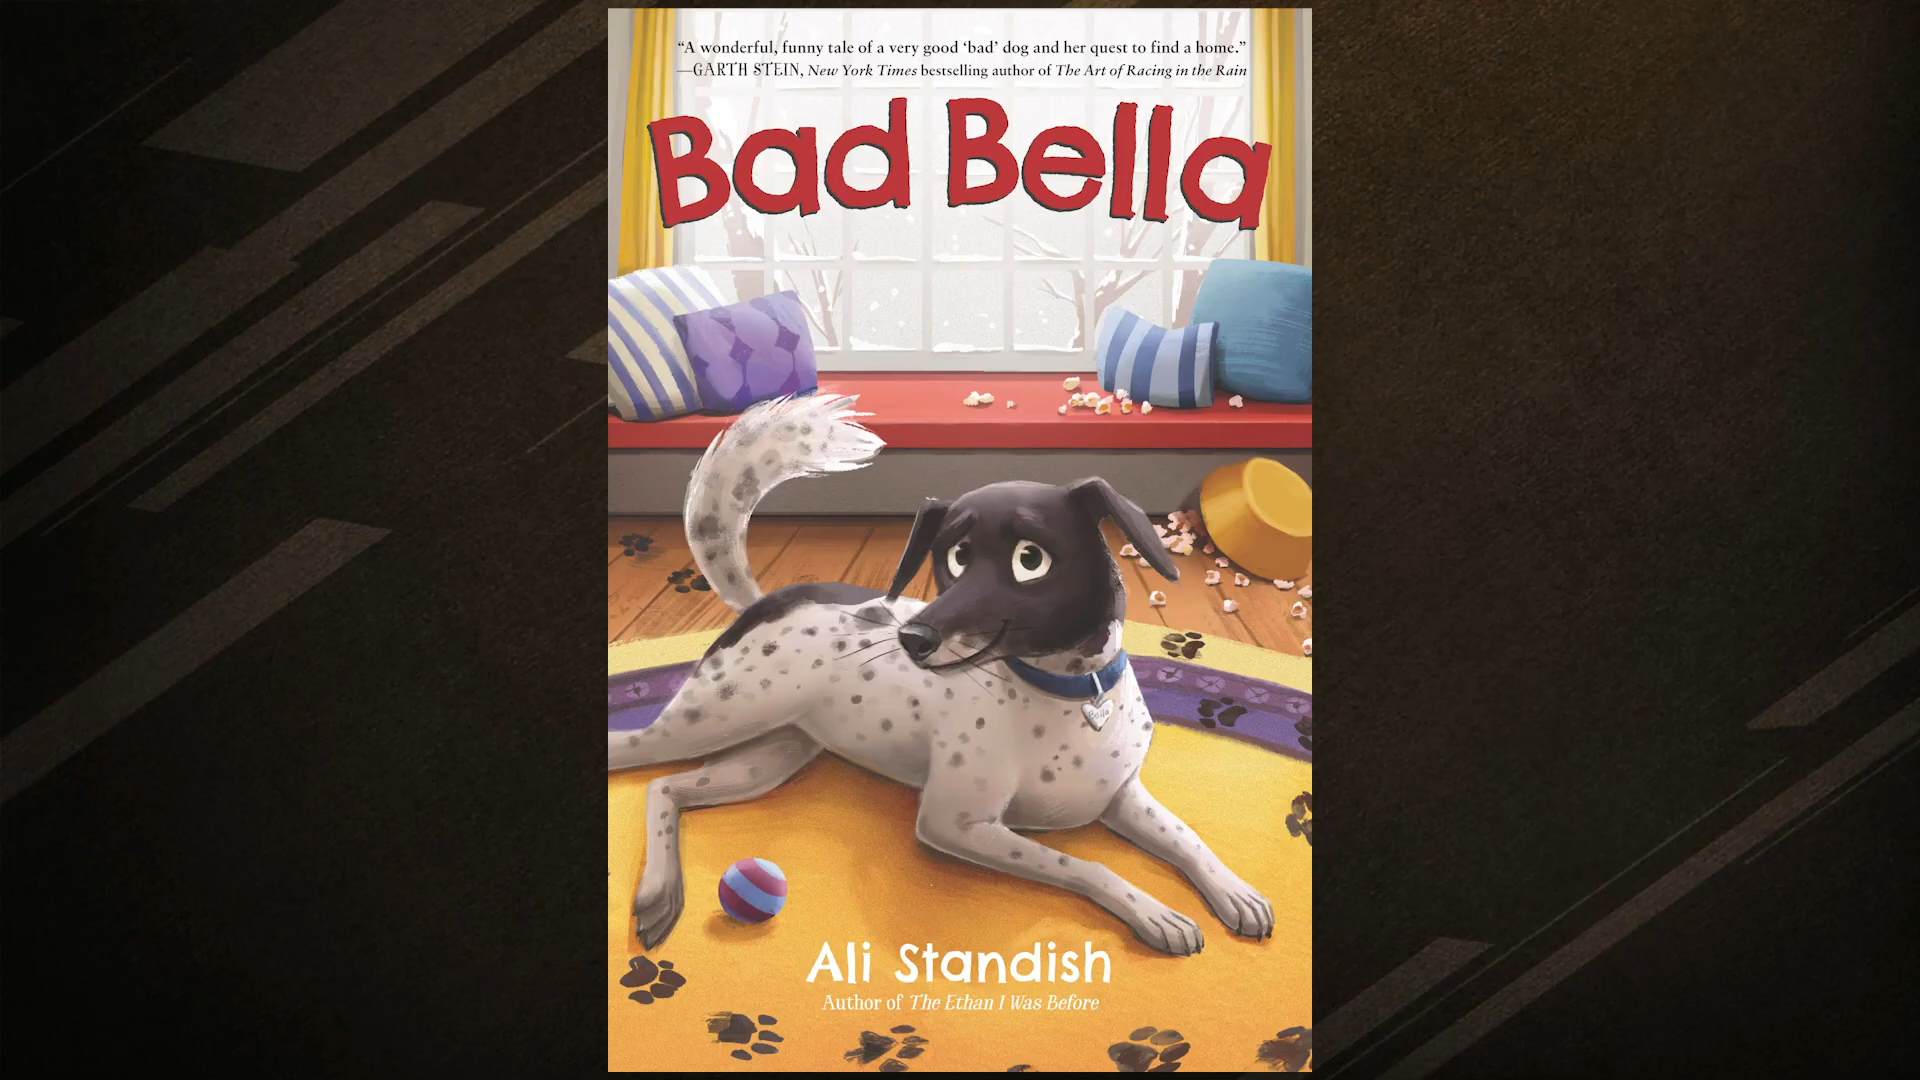 “A wonderful, funny tale of a very good ‘bad’ dog and her quest to find a home.”
—GARTH STEIN, New York Times bestselling author of The Art of Racing in the Rain
Bad Bella
Bella
Ali Standish
Author of The Ethan I Was Before